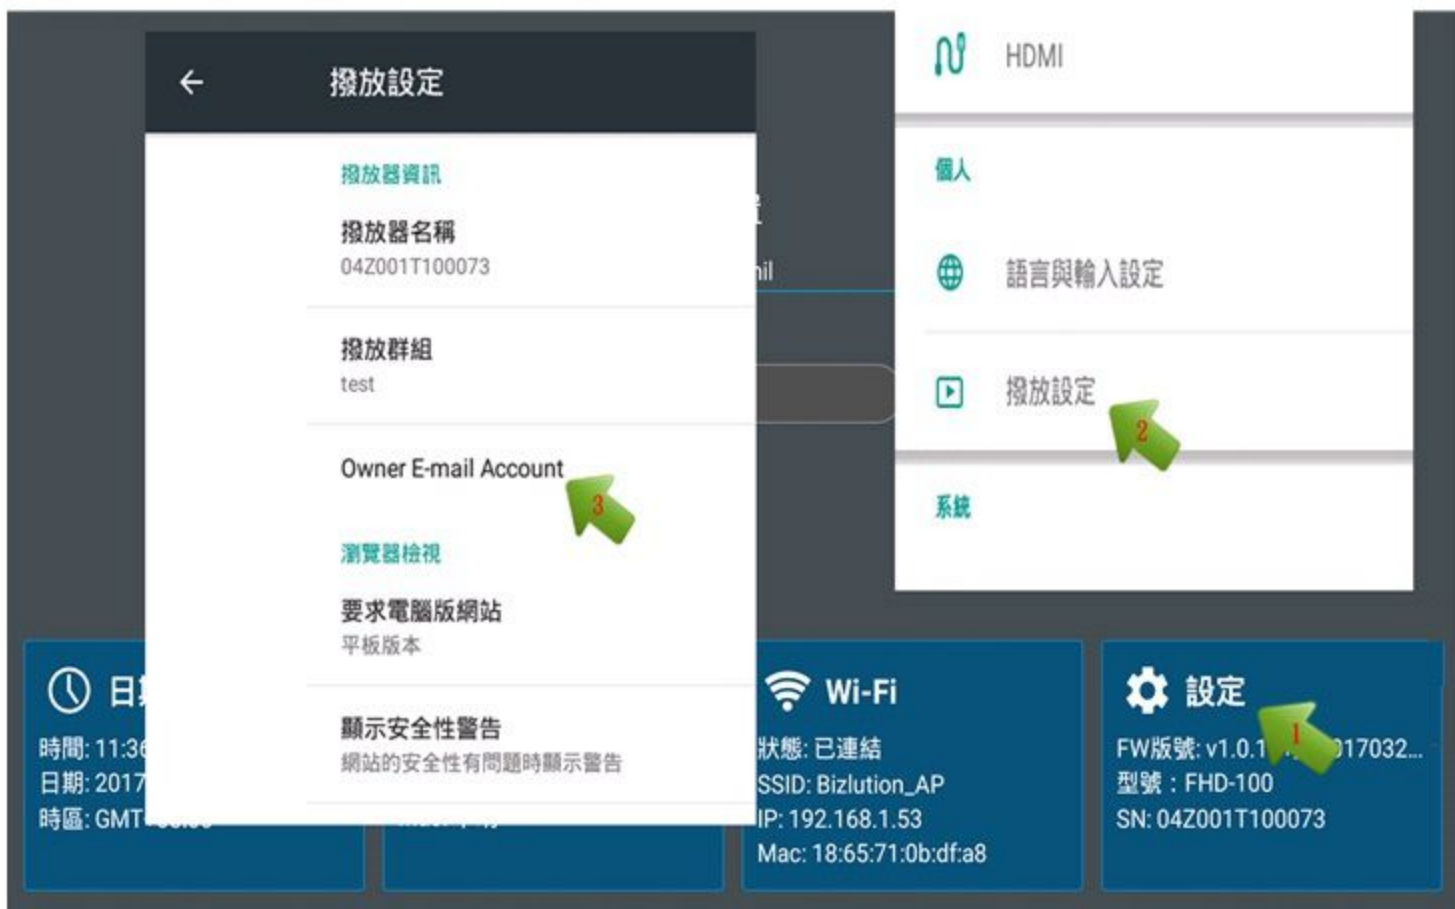 撥放設定
撥放器資訊
撥放器名稱
04Z001T100073
撥放群組
test
Owner E-mail Account
3
瀏覽器檢視
要求電腦版網站
平板版本
顯示安全性警告
網站的安全性有問題時顯示警告
HDMI
個人
語言與輸入設定
撥放設定
2
系統
時間: 11:36
日期: 2017
時區: GMT
Wi-Fi
狀態: 已連結
SSID: Bizlution_AP
IP: 192.168.1.53
Mac: 18:65:71:0b:df:a8
設定
1
FW版號: v1.0.1 017032...
型號：FHD-100
SN: 04Z001T100073